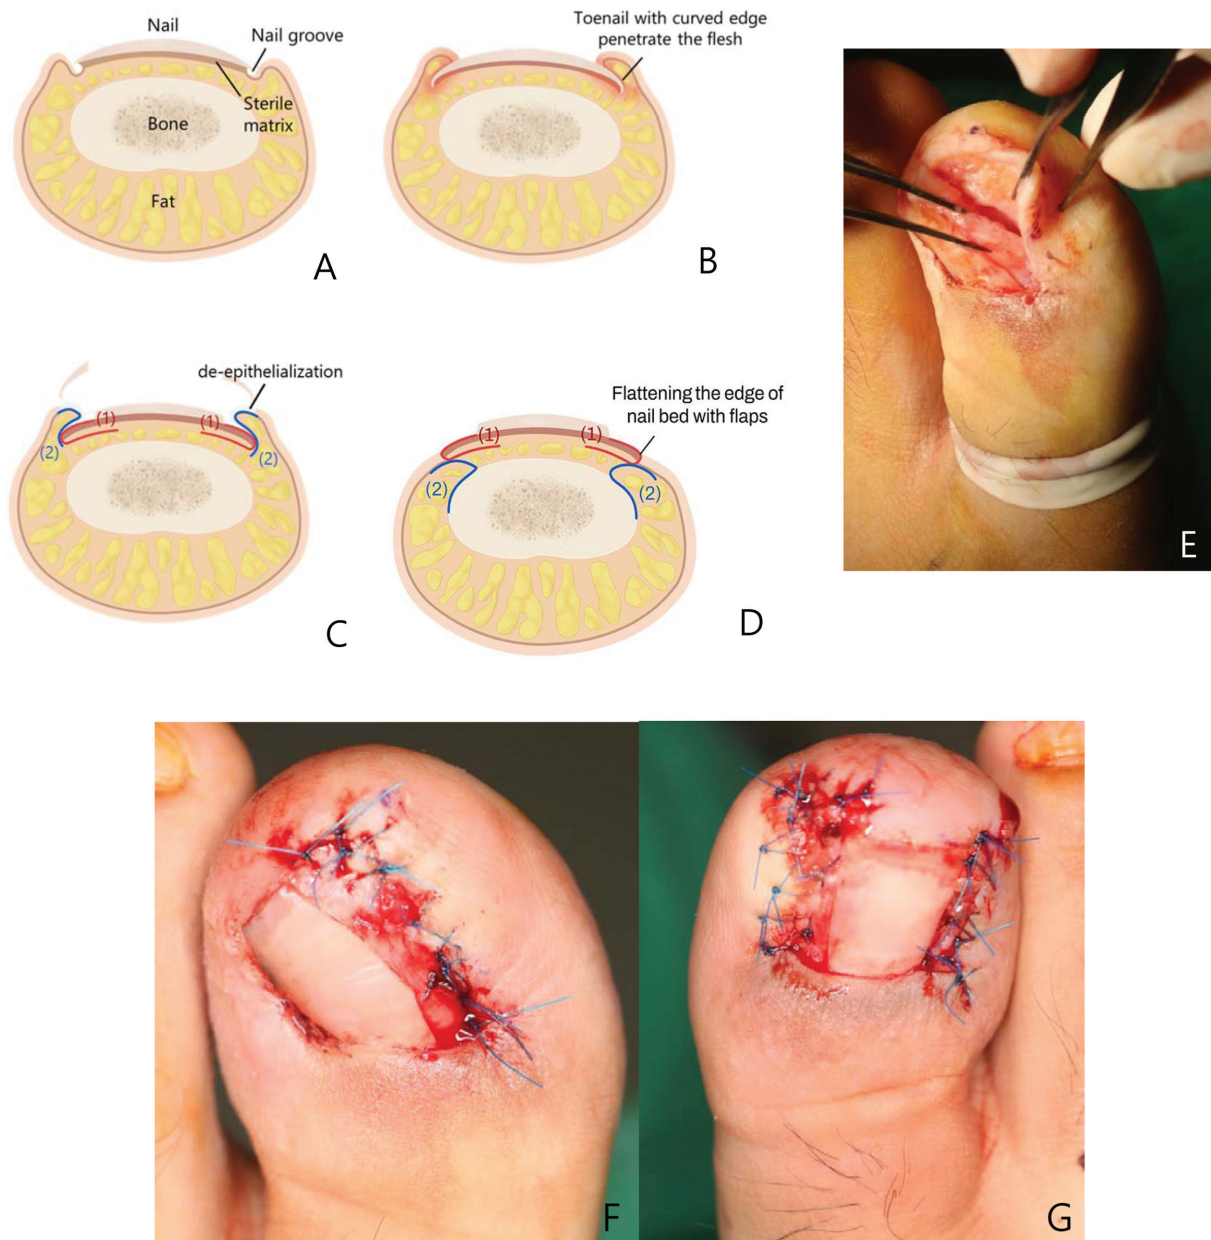 Nail
Nail groove
Sterile
matrix
Bone
Fat
A
Toenail with curved edge
penetrate the flesh
B
E
de-epithelialization
(1)
(1)
(2)
(2)
C
Flattening the edge of
nail bed with flaps
(1)
(1)
(2)
(2)
D
F
G